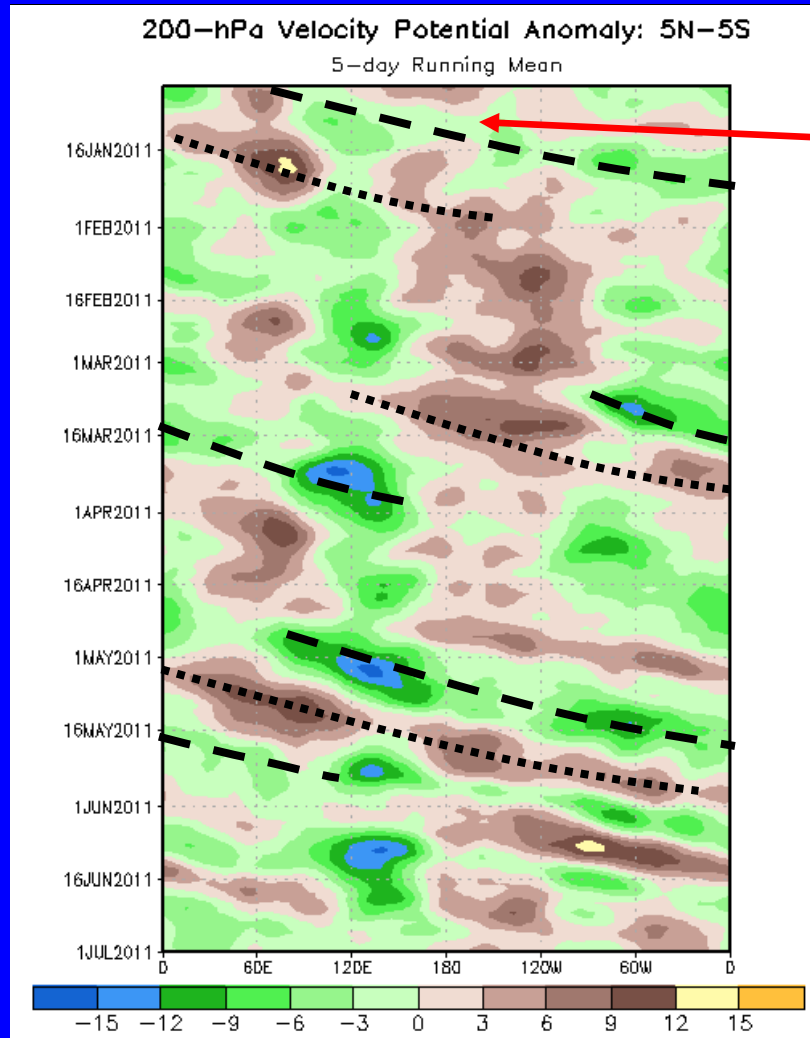 200-hPa Velocity Potential Anomaly: 5N-5S
5-day Running Mean
16JAN2011
1FEB2011
16FEB2011
1MAR2011
16MAR2011
1APR2011
16APR2011
1MAY2011
16MAY2011
1JUN2011
16JUN2011
1JUL2011
0 60E 120E 180 120W 60W 0
-15 -12 -9 -6 -3 0 3 6 9 12 15